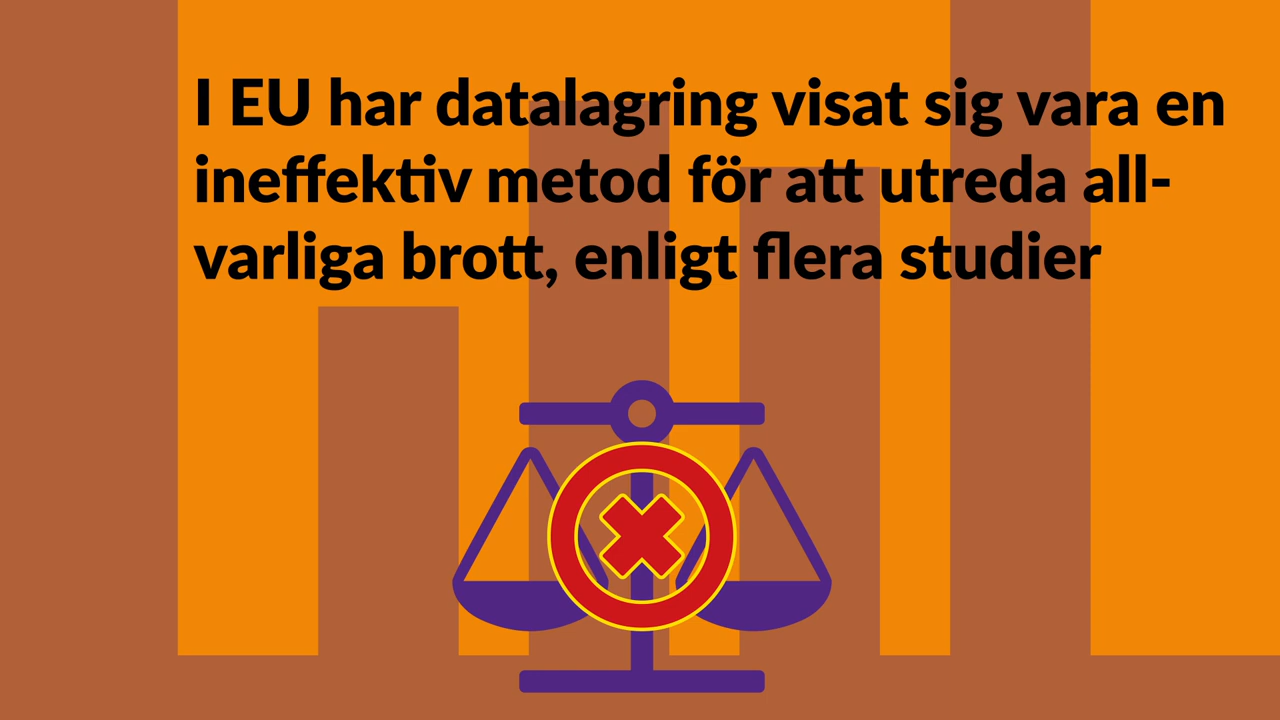 I EU har datalagring visat sig vara en
ineffektiv metod för att utreda all-
varliga brott, enligt flera studier